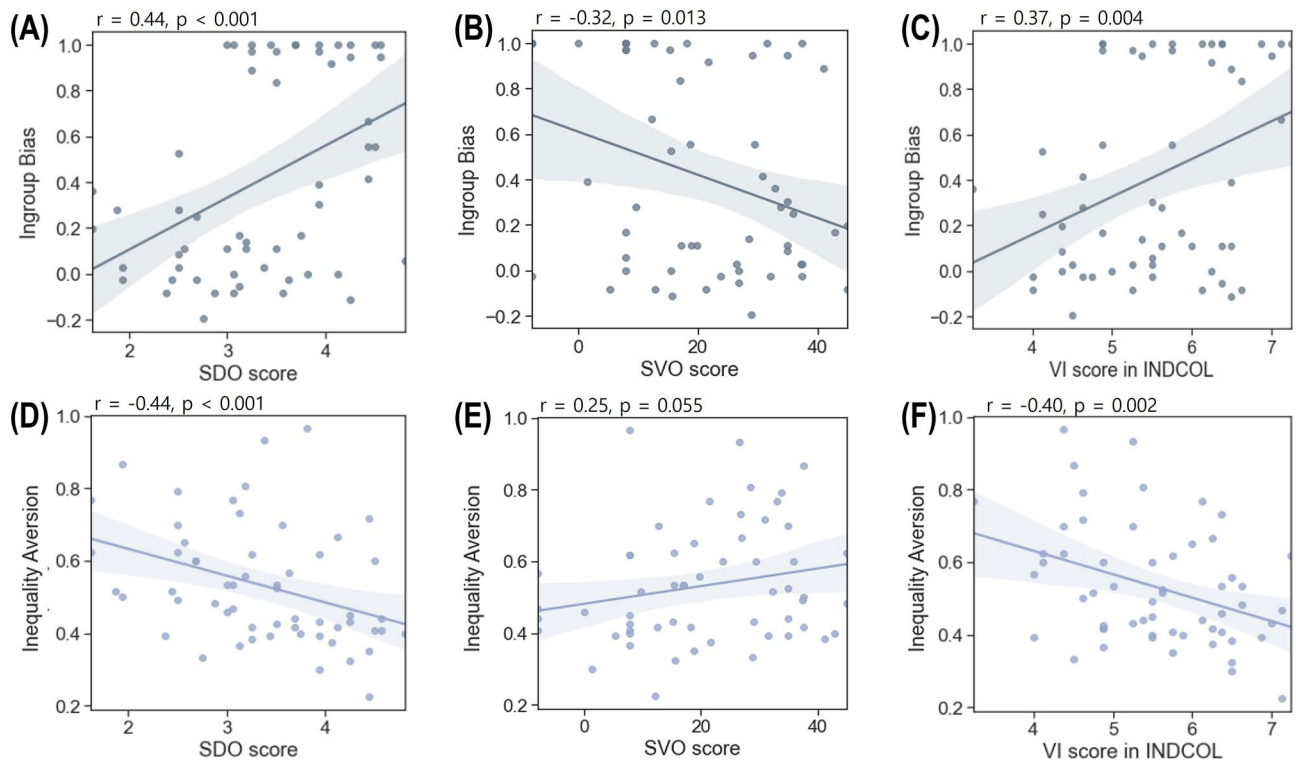 (A) r = 0.44, p < 0.001
1.0
0.8
0.6
0.4
0.2
0.0
−0.2
Ingroup Bias
2 3 4
SDO score
(B) r = -0.32, p = 0.013
1.0
0.8
0.6
0.4
0.2
0.0
−0.2
Ingroup Bias
0 20 40
SVO score
(C) r = 0.37, p = 0.004
1.0
0.8
0.6
0.4
0.2
0.0
−0.2
Ingroup Bias
4 5 6 7
VI score in INDCOL
(D) r = -0.44, p < 0.001
1.0
0.8
0.6
0.4
0.2
Inequality Aversion
2 3 4
SDO score
(E) r = 0.25, p = 0.055
1.0
0.8
0.6
0.4
0.2
Inequality Aversion
0 20 40
SVO score
(F) r = -0.40, p = 0.002
1.0
0.8
0.6
0.4
0.2
Inequality Aversion
4 5 6 7
VI score in INDCOL